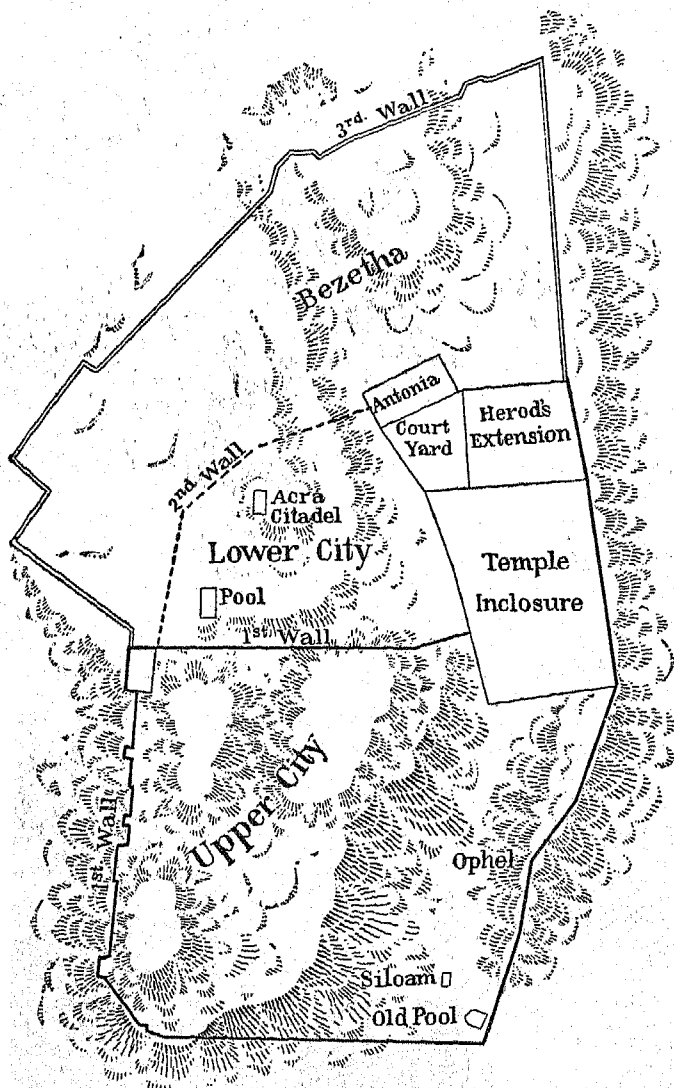 3rd. Wall
Bezetha
Antonia
Court
Yard
Herod's
Extension
2nd Wall
Acra
Citadel
Lower City
Temple
Inclosure
Pool
1st Wall
Upper City
1st Wall
Ophel
Siloam
Old Pool